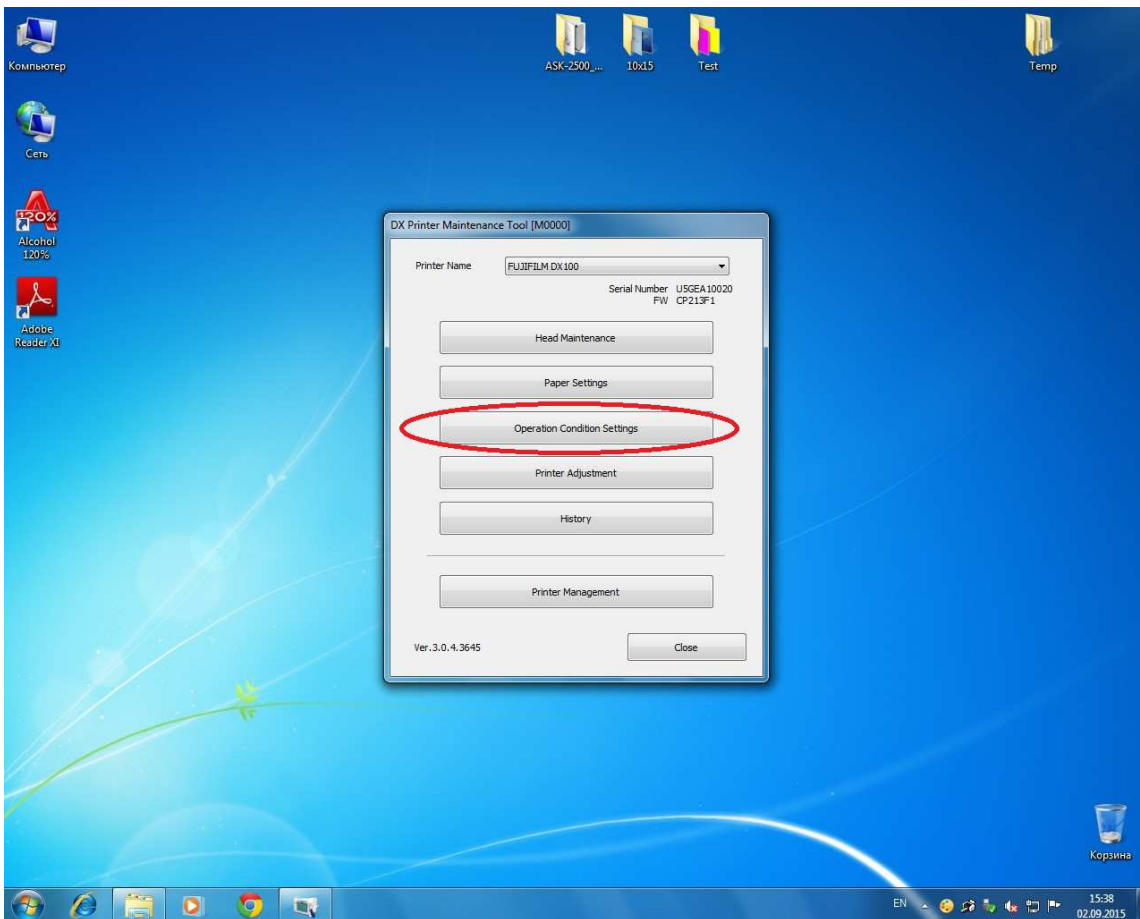 Компьютер
ASK-2500_...
10x15
Test
Temp
Сеть
120%
Alcohol
120%
Adobe
Reader XI
DX Printer Maintenance Tool [M0000]
Printer Name
FUJIFILM DX100
Serial Number U5GEA10020
FW CP213F1
Head Maintenance
Paper Settings
Operation Condition Settings
Printer Adjustment
History
Printer Management
Ver.3.0.4.3645
Close
Корзина
EN
15:38
02.09.2015